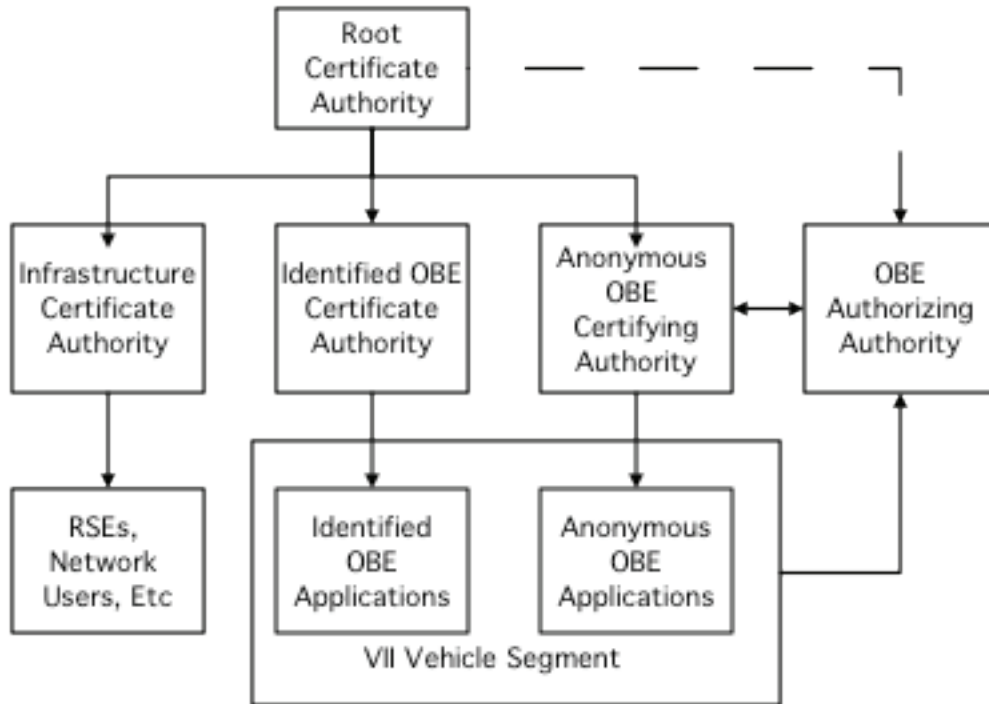 Root
Certificate
Authority
Infrastructure
Certificate
Authority
Identified OBE
Certificate
Authority
Anonymous
OBE
Certifying
Authority
OBE
Authorizing
Authority
RSEs,
Network
Users, Etc
Identified
OBE
Applications
Anonymous
OBE
Applications
VII Vehicle Segment